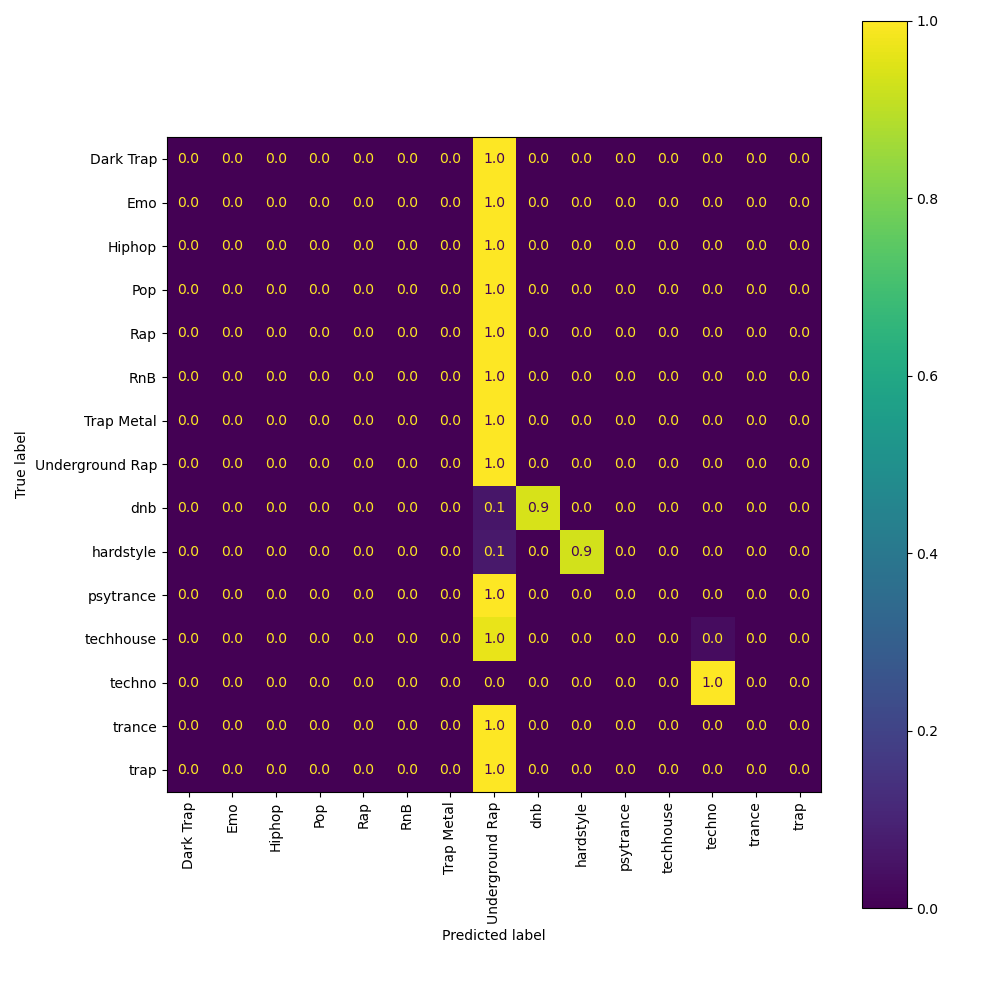 1.0
Dark Trap 0.0 0.0 0.0 0.0 0.0 0.0 0.0 1.0 0.0 0.0 0.0 0.0 0.0 0.0 0.0
0.8
Emo 0.0 0.0 0.0 0.0 0.0 0.0 0.0 1.0 0.0 0.0 0.0 0.0 0.0 0.0 0.0
Hiphop 0.0 0.0 0.0 0.0 0.0 0.0 0.0 1.0 0.0 0.0 0.0 0.0 0.0 0.0 0.0
Pop 0.0 0.0 0.0 0.0 0.0 0.0 0.0 1.0 0.0 0.0 0.0 0.0 0.0 0.0 0.0
Rap 0.0 0.0 0.0 0.0 0.0 0.0 0.0 1.0 0.0 0.0 0.0 0.0 0.0 0.0 0.0
RnB 0.0 0.0 0.0 0.0 0.0 0.0 0.0 1.0 0.0 0.0 0.0 0.0 0.0 0.0 0.0
0.6
Trap Metal 0.0 0.0 0.0 0.0 0.0 0.0 0.0 1.0 0.0 0.0 0.0 0.0 0.0 0.0 0.0
True label
Underground Rap 0.0 0.0 0.0 0.0 0.0 0.0 0.0 1.0 0.0 0.0 0.0 0.0 0.0 0.0 0.0
dnb 0.0 0.0 0.0 0.0 0.0 0.0 0.0 0.1 0.9 0.0 0.0 0.0 0.0 0.0 0.0
hardstyle 0.0 0.0 0.0 0.0 0.0 0.0 0.0 0.1 0.0 0.9 0.0 0.0 0.0 0.0 0.0
0.4
psytrance 0.0 0.0 0.0 0.0 0.0 0.0 0.0 1.0 0.0 0.0 0.0 0.0 0.0 0.0 0.0
techhouse 0.0 0.0 0.0 0.0 0.0 0.0 0.0 1.0 0.0 0.0 0.0 0.0 0.0 0.0 0.0
techno 0.0 0.0 0.0 0.0 0.0 0.0 0.0 0.0 0.0 0.0 0.0 0.0 1.0 0.0 0.0
trance 0.0 0.0 0.0 0.0 0.0 0.0 0.0 1.0 0.0 0.0 0.0 0.0 0.0 0.0 0.0
0.2
trap 0.0 0.0 0.0 0.0 0.0 0.0 0.0 1.0 0.0 0.0 0.0 0.0 0.0 0.0 0.0
Dark Trap
Emo
Hiphop
Pop
Rap
RnB
Trap Metal
Underground Rap
dnb
hardstyle
psytrance
techhouse
techno
trance
trap
0.0
Predicted label